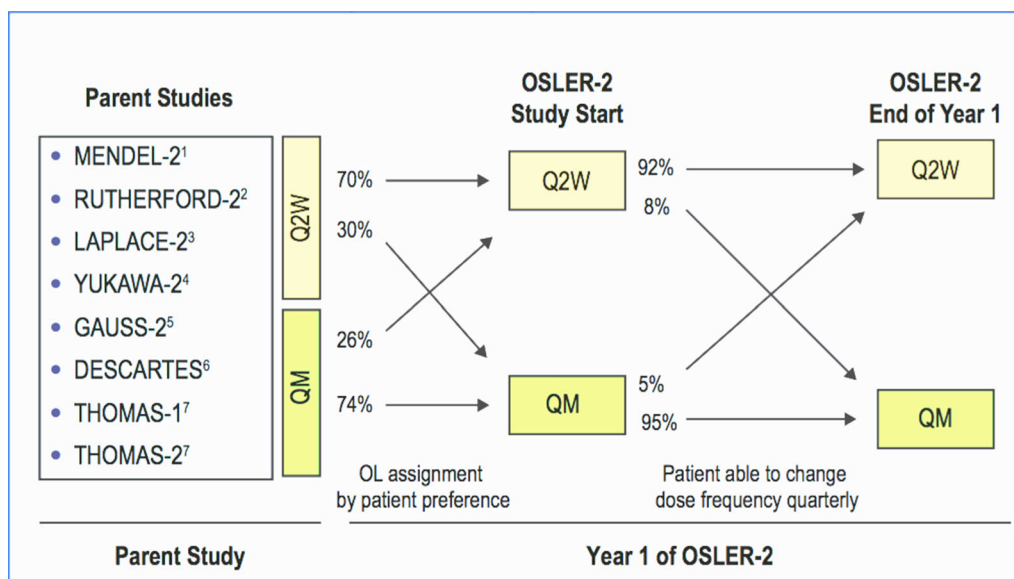 Parent Studies
OSLER-2
Study Start
OSLER-2
End of Year 1
• MENDEL-2¹
• RUTHERFORD-2²
• LAPLACE-2³
• YUKAWA-2⁴
• GAUSS-2⁵
• DESCARTES⁶
• THOMAS-1⁷
• THOMAS-2⁷
Q2W
QM
70%
30%
26%
74%
Q2W
QM
92%
8%
5%
95%
Q2W
QM
OL assignment
by patient preference
Patient able to change
dose frequency quarterly
Parent Study
Year 1 of OSLER-2